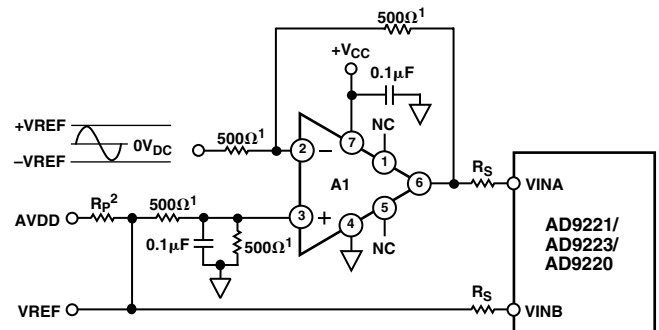 500Ω¹
+VCC
0.1μF
+VREF
0VDC
–VREF
500Ω¹
NC
2
–
7
1
A1
6
RS
VINA
AVDD
RP²
500Ω¹
3
+
5
4
0.1μF
500Ω¹
NC
AD9221/
AD9223/
AD9220
VREF
RS
VINB